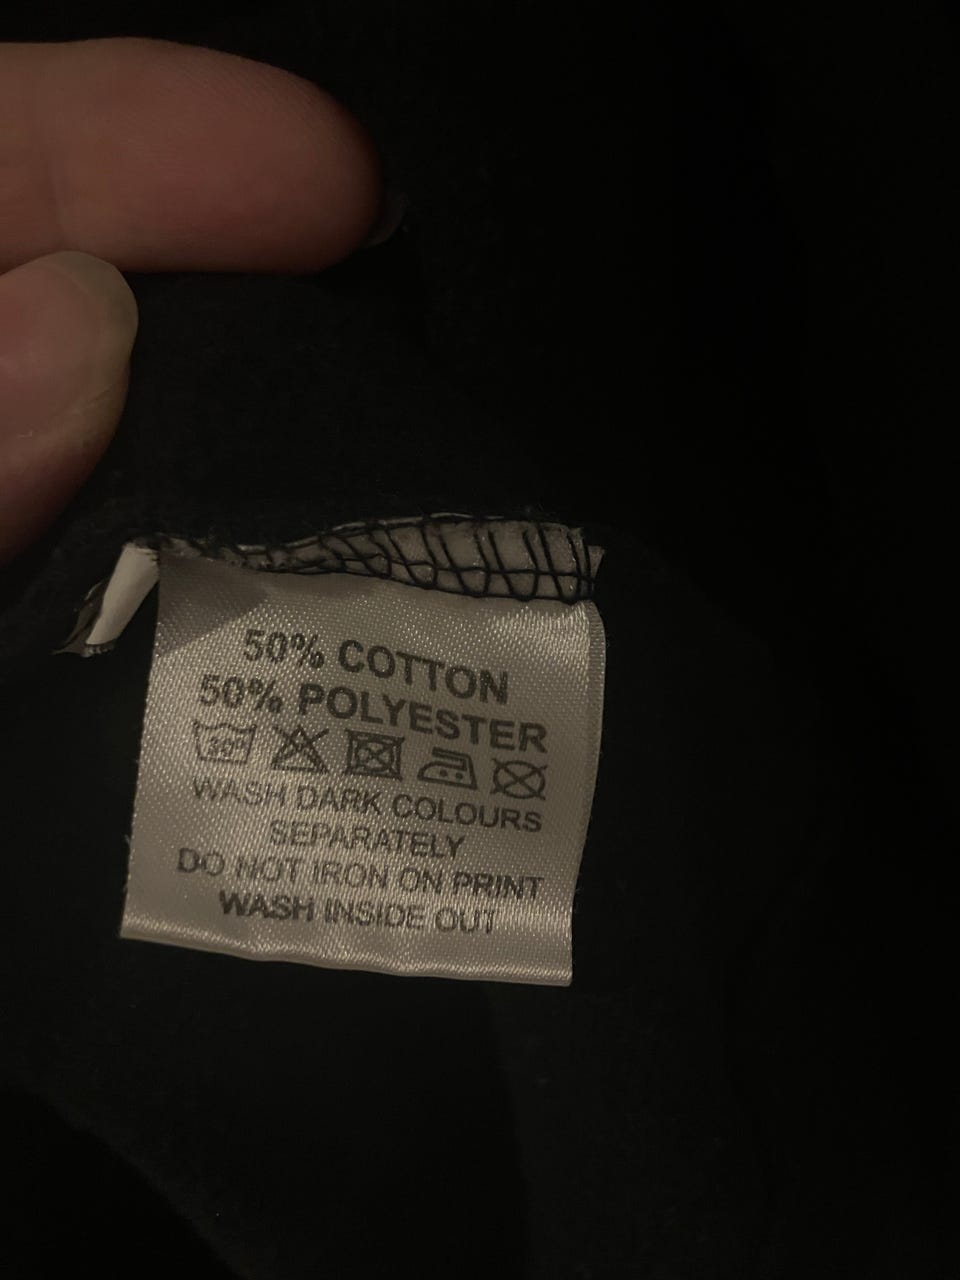 50% COTTON
50% POLYESTER
30°
WASH DARK COLOURS
SEPARATELY
DO NOT IRON ON PRINT
WASH INSIDE OUT